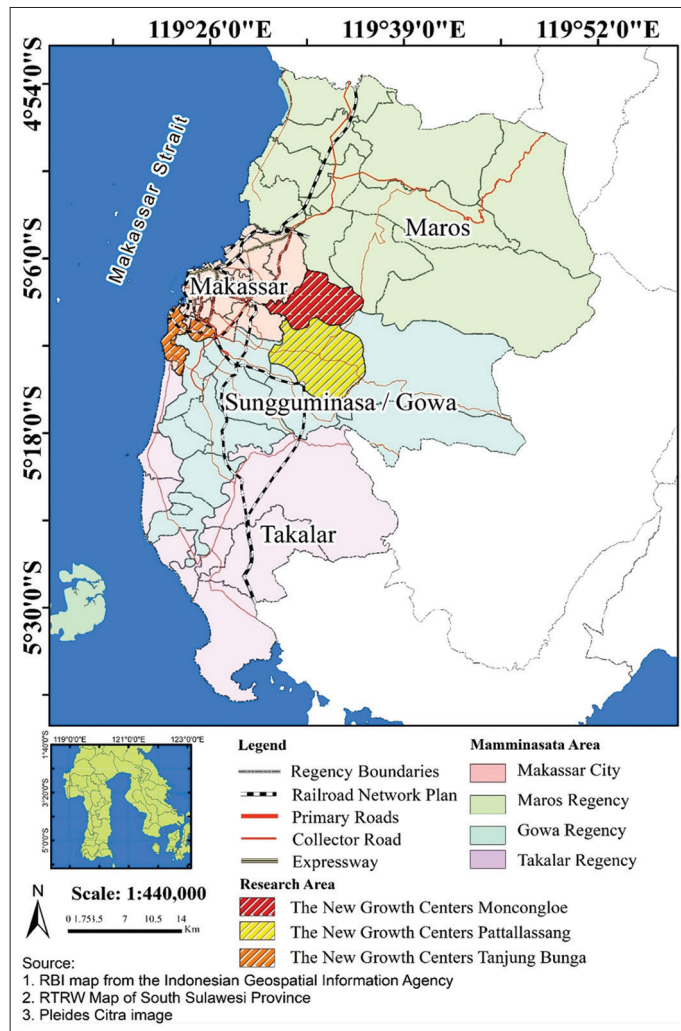 119°26'0"E 119°39'0"E 119°52'0"E
4°54'0"S
5°6'0"S
5°18'0"S
5°30'0"S
Makassar Strait
Maros
Makassar
Sungguminasa / Gowa
Takalar
119°0'0"E 121°0'0"E 123°0'0"E
1°40'0"S
3°20'0"S
5°0'0"S
N
Scale: 1:440,000
0 1.753.5 7 10.5 14
Km
Legend
Regency Boundaries
Railroad Network Plan
Primary Roads
Collector Road
Expressway
Mamminasata Area
Makassar City
Maros Regency
Gowa Regency
Takalar Regency
Research Area
The New Growth Centers Moncongloe
The New Growth Centers Pattallassang
The New Growth Centers Tanjung Bunga
Source:
1. RBI map from the Indonesian Geospatial Information Agency
2. RTRW Map of South Sulawesi Province
3. Pleides Citra image